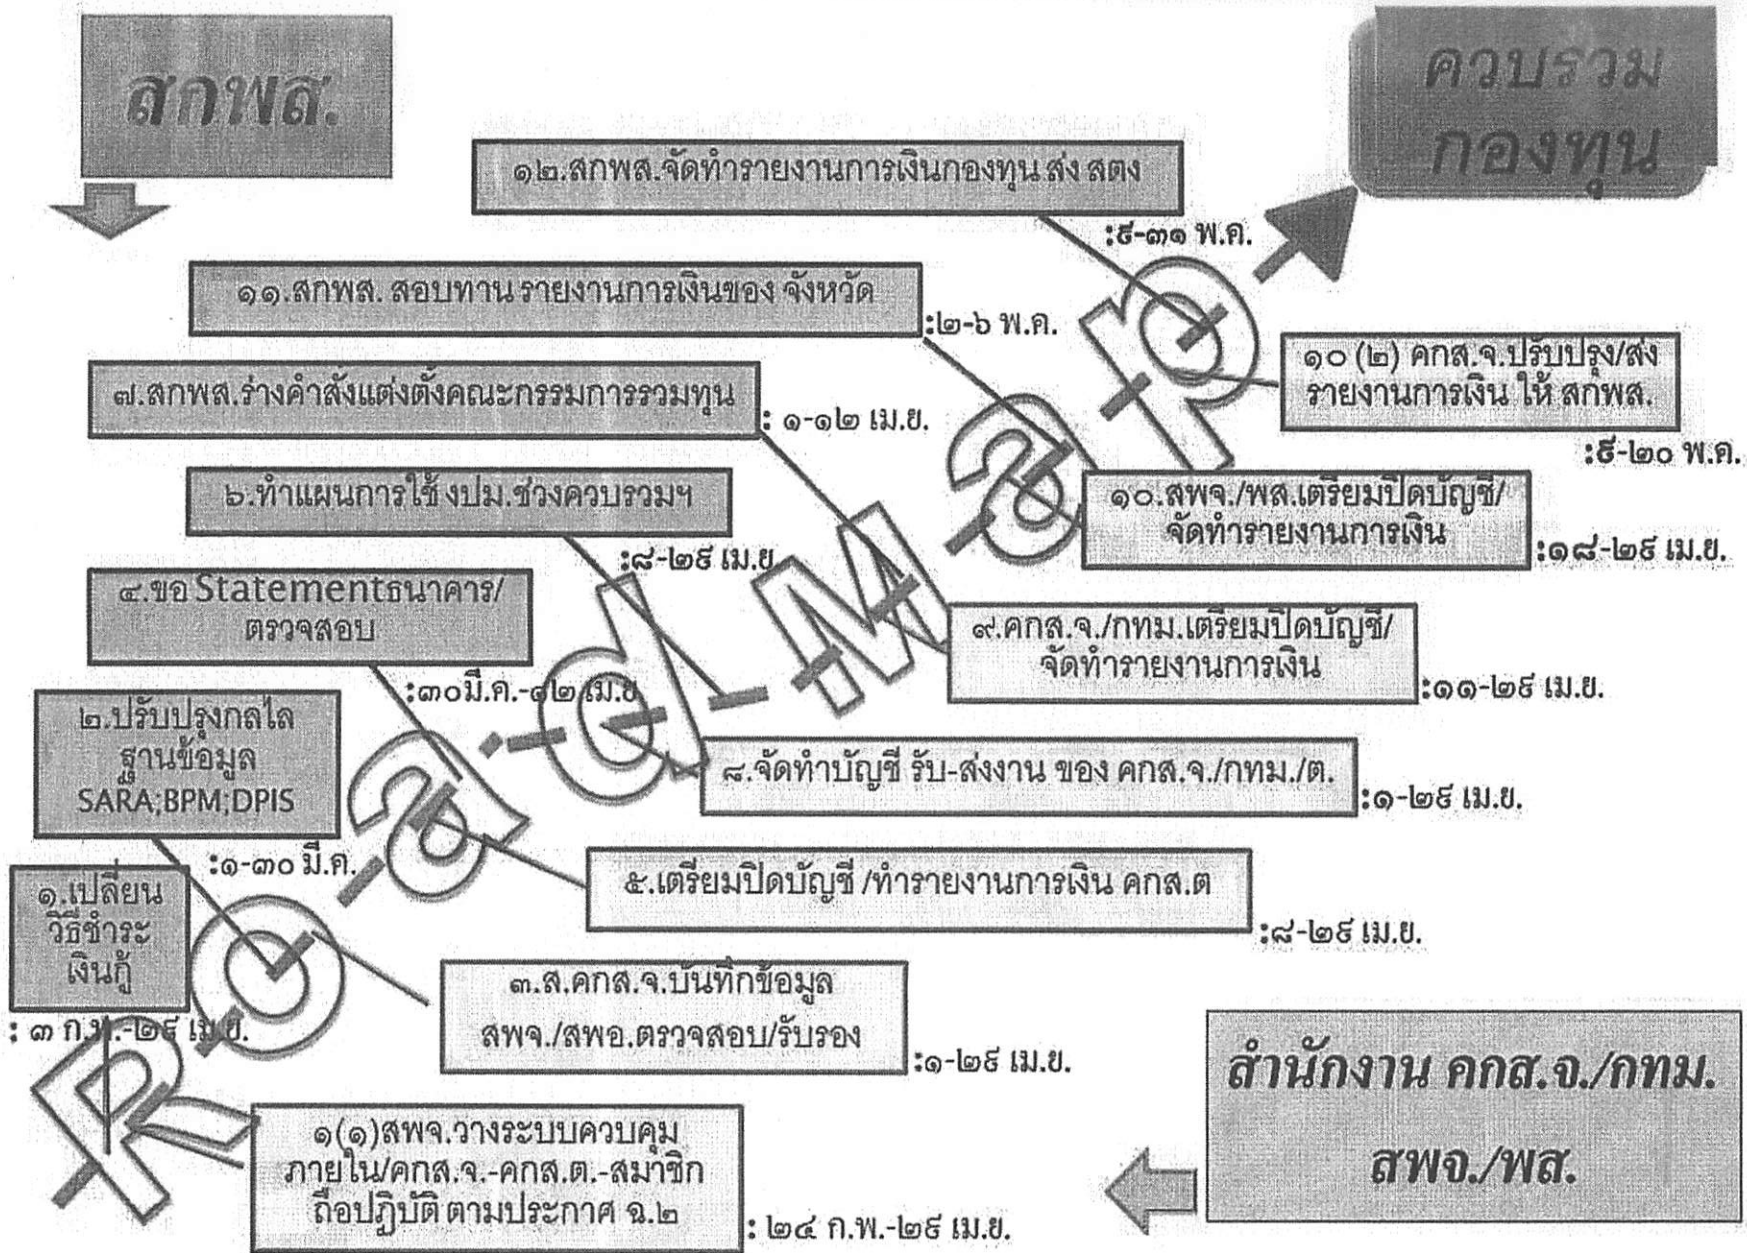 สกพส.
ควบรวม
กองทุน
๑๒.สกพส.จัดทำรายงานการเงินกองทุน ส่ง สตง
:๙-๓๑ พ.ค.
๑๑.สกพส. สอบทาน รายงานการเงินของ จังหวัด
:๒-๖ พ.ค.
๑๐ (๒) คกส.จ.ปรับปรุง/ส่ง
รายงานการเงิน ให้ สกพส.
:๙-๒๐ พ.ค.
๗.สกพส.ร่างคำสั่งแต่งตั้งคณะกรรมการรวมทุน
: ๑-๑๒ เม.ย.
๖.ทำแผนการใช้ งปม.ช่วงควบรวมฯ
:๘-๒๙ เม.ย
๑๐.สพจ./พส.เตรียมปิดบัญชี/
จัดทำรายงานการเงิน
:๑๘-๒๙ เม.ย.
๔.ขอ Statementธนาคาร/
ตรวจสอบ
:๓๐มี.ค.-๑๒ เม.ย
๙.คกส.จ./กทม.เตรียมปิดบัญชี/
จัดทำรายงานการเงิน
:๑๑-๒๙ เม.ย.
๒.ปรับปรุงกลไล
ฐานข้อมูล
SARA;BPM;DPIS
:๑-๓๐ มี.ค.
๘.จัดทำบัญชี รับ-ส่งงาน ของ คกส.จ./กทม./ต.
:๑-๒๙ เม.ย.
๕.เตรียมปิดบัญชี /ทำรายงานการเงิน คกส.ต
:๘-๒๙ เม.ย.
๑.เปลี่ยน
วิธีชำระ
เงินกู้
: ๓ ก.พ.-๒๙ เม.ย.
๓.ส.คกส.จ.บันทึกข้อมูล
สพจ./สพอ.ตรวจสอบ/รับรอง
:๑-๒๙ เม.ย.
๑(๑)สพจ.วางระบบควบคุม
ภายใน/คกส.จ.-คกส.ต.-สมาชิก
ถือปฏิบัติ ตามประกาศ ฉ.๒
: ๒๔ ก.พ.-๒๙ เม.ย.
สำนักงาน คกส.จ./กทม.
สพจ./พส.
Road Map